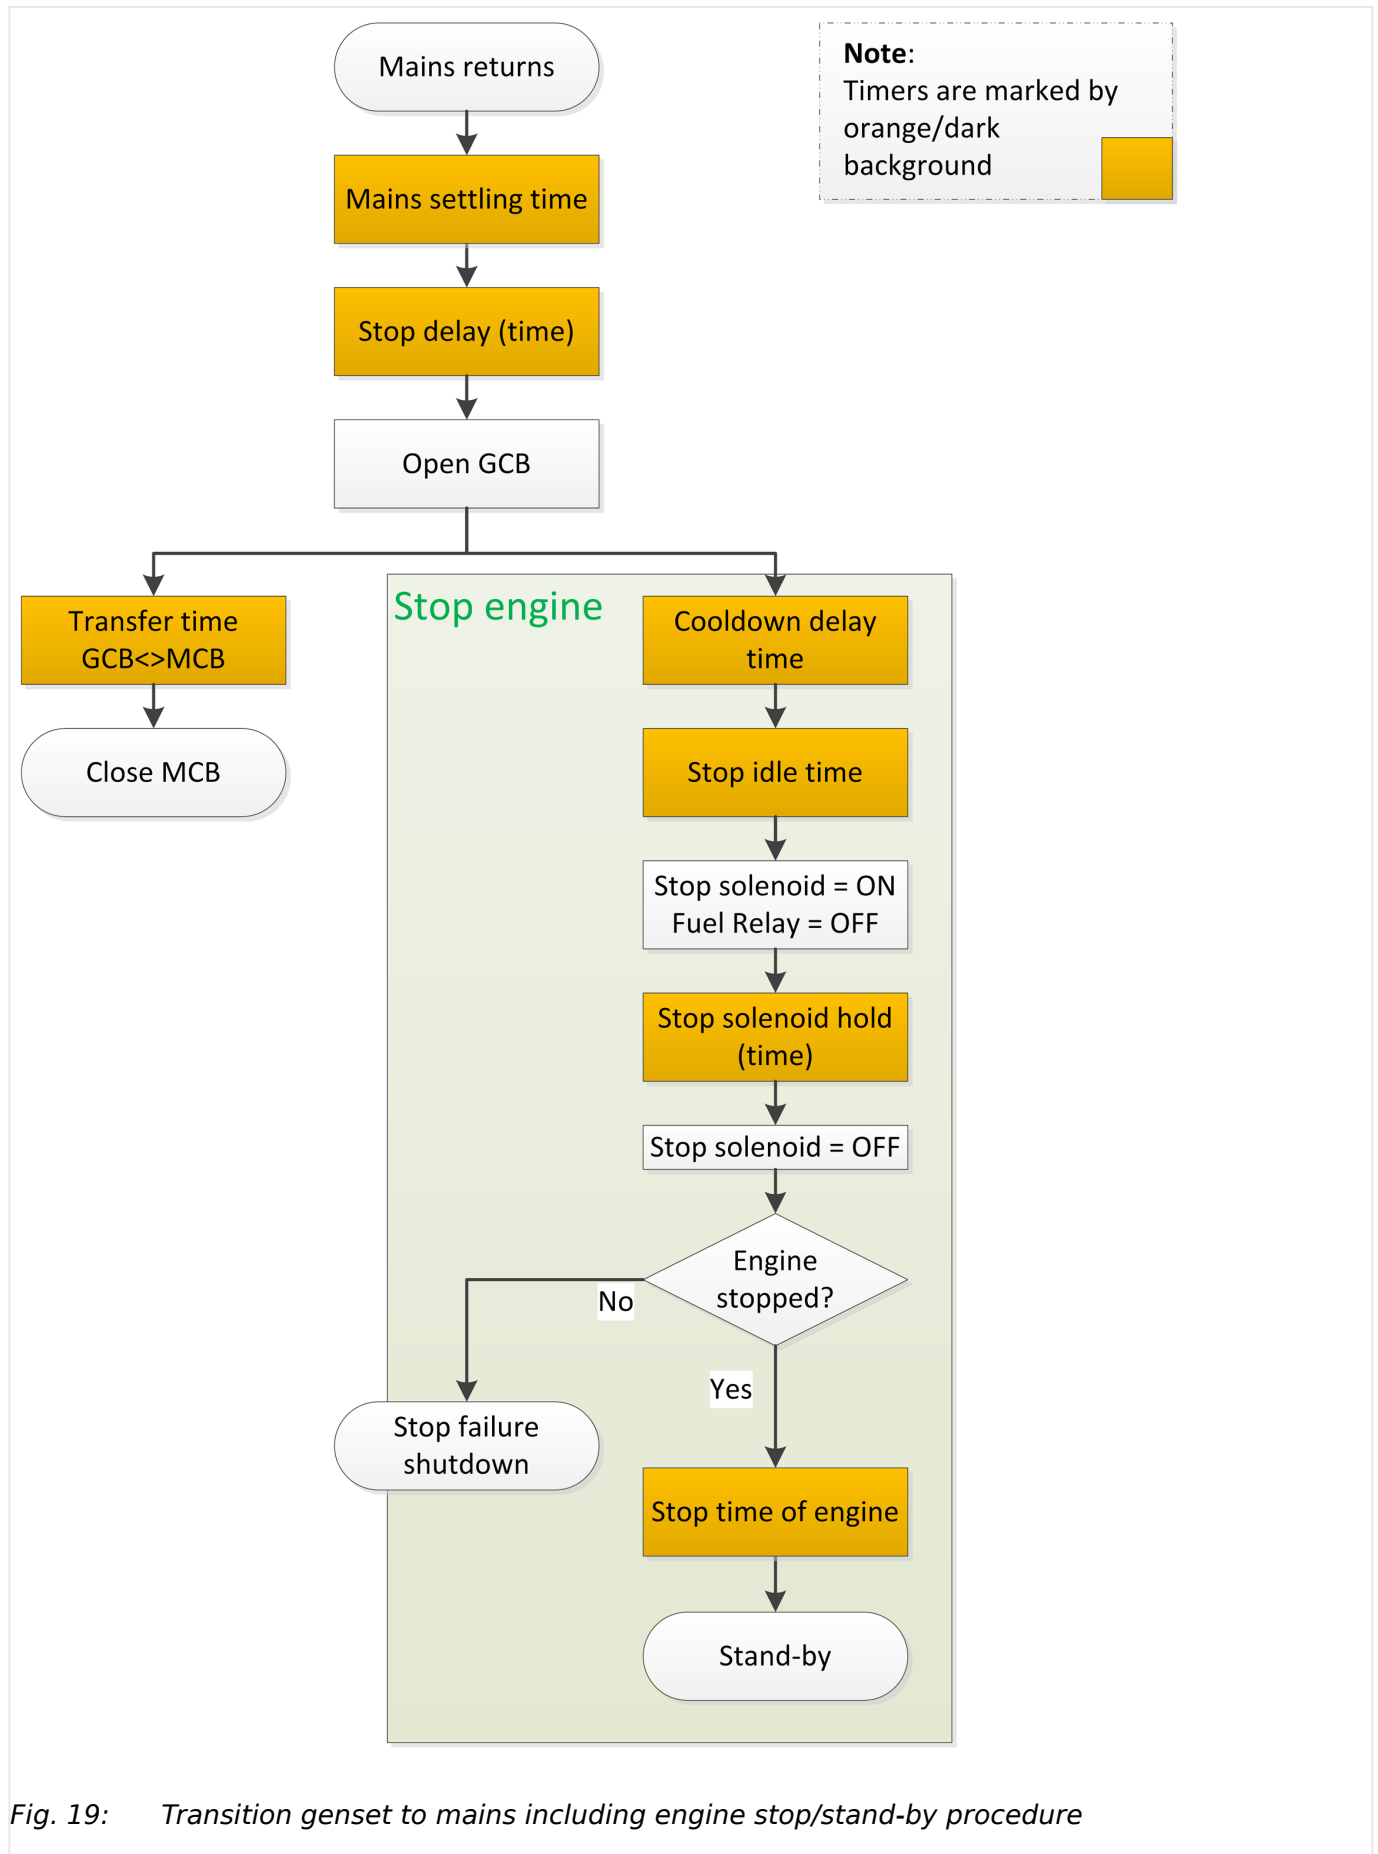 Mains returns
Note:
Timers are marked by
orange/dark
background
Mains settling time
Stop delay (time)
Open GCB
Transfer time
GCB<>MCB
Close MCB
Stop engine
Cooldown delay
time
Stop idle time
Stop solenoid = ON
Fuel Relay = OFF
Stop solenoid hold
(time)
Stop solenoid = OFF
Engine
stopped?
No
Yes
Stop failure
shutdown
Stop time of engine
Stand-by
Fig. 19: Transition genset to mains including engine stop/stand-by procedure